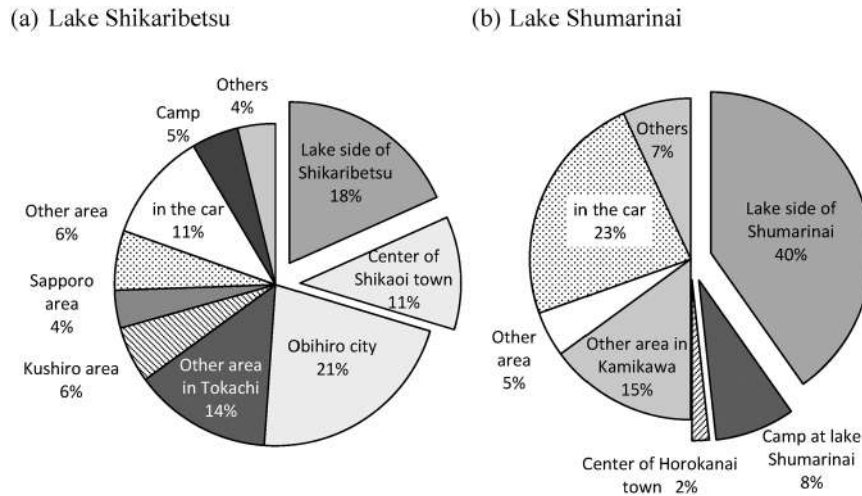 (a) Lake Shikaribetsu
Others
4%
Camp
5%
Lake side of
Shikaribetsu
18%
in the car
11%
Other area
6%
Center of
Shikaoi town
11%
Sapporo
area
4%
Obihiro city
21%
Other area
in Tokachi
14%
Kushiro area
6%
(b) Lake Shumarinai
Others
7%
in the car
23%
Lake side of
Shumarinai
40%
Other
area
5%
Other area in
Kamikawa
15%
Center of Horokanai
town 2%
Camp at lake
Shumarinai
8%